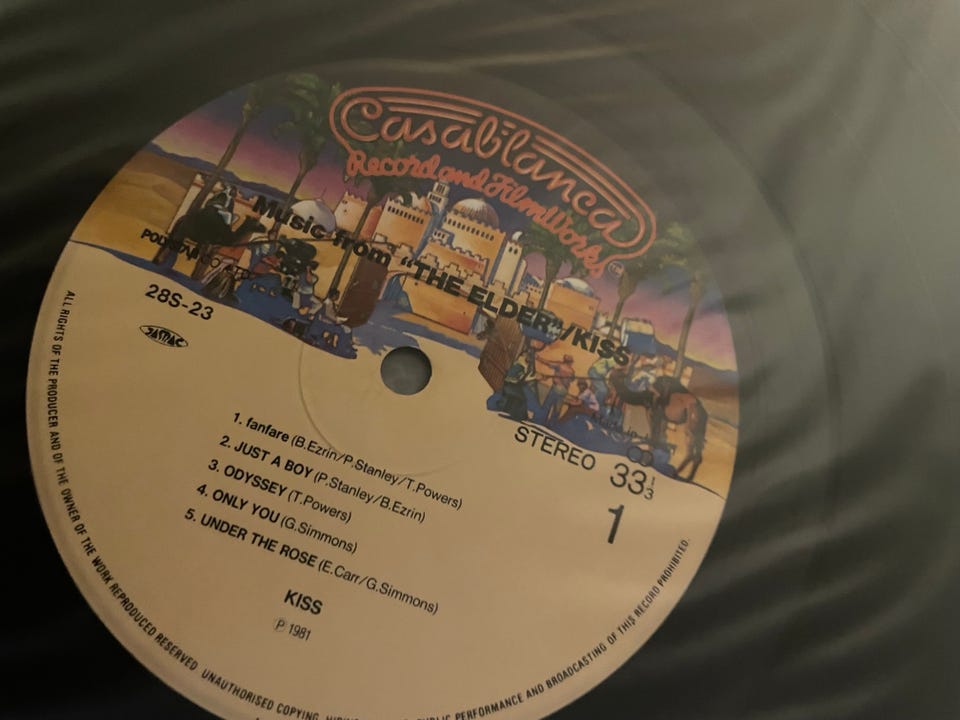 Casablanca
Record and FilmWorks
Music from "THE ELDER"/KISS
28S-23
JASRAC
STEREO 33 1/3
1
1. fanfare (B.Ezrin/P.Stanley/T.Powers)
2. JUST A BOY (P.Stanley/B.Ezrin)
3. ODYSSEY (T.Powers)
4. ONLY YOU (G.Simmons)
5. UNDER THE ROSE (E.Carr/G.Simmons)
KISS
Ⓟ 1981
ALL RIGHTS OF THE PRODUCER AND OF THE OWNER OF THE WORK REPRODUCED RESERVED UNAUTHORISED COPYING, PUBLIC PERFORMANCE AND BROADCASTING OF THIS RECORD PROHIBITED.